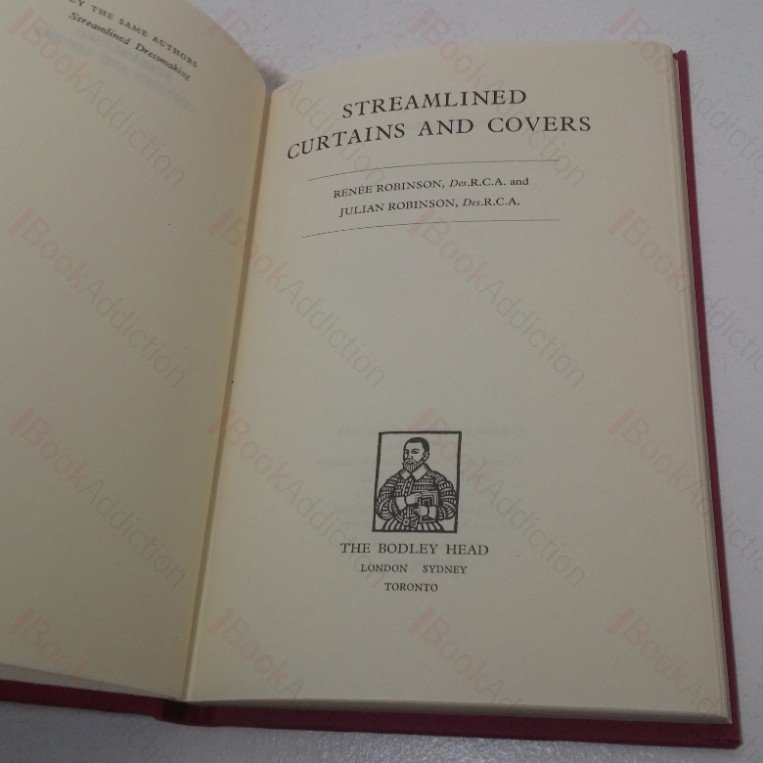 BY THE SAME AUTHORS
Streamlined Dressmaking
STREAMLINED
CURTAINS AND COVERS
RENÉE ROBINSON, Des.R.C.A. and
JULIAN ROBINSON, Des.R.C.A.
THE BODLEY HEAD
LONDON SYDNEY
TORONTO
BookAddiction